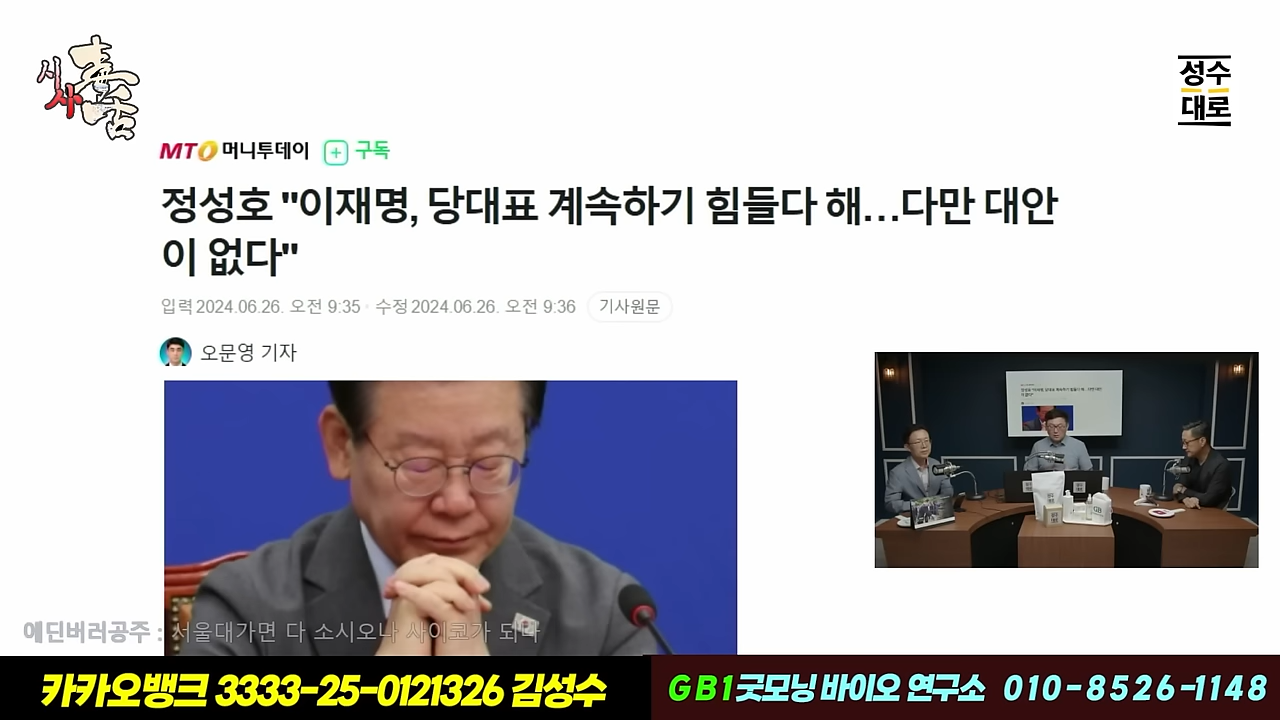 시사 壽舌
성수
대로
MTO 머니투데이 + 구독
정성호 "이재명, 당대표 계속하기 힘들다 해…다만 대안
이 없다"
입력 2024.06.26. 오전 9:35 · 수정 2024.06.26. 오전 9:36 기사원문
오문영 기자
에딘버러공주 : 서울대가면 다 소시오나 사이코가 되나
카카오뱅크 3333-25-0121326 김성수
GB1굿모닝 바이오 연구소 010-8526-1148